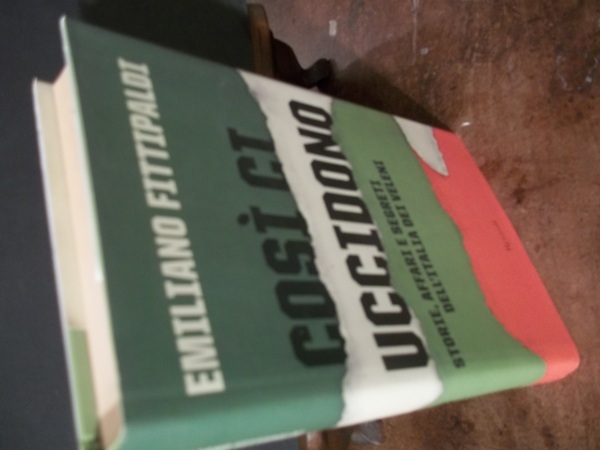 EMILIANO FITTIPALDI
COSÌ CI
UCCIDONO
STORIE, AFFARI E SEGRETI
DELL'ITALIA DEI VELENI